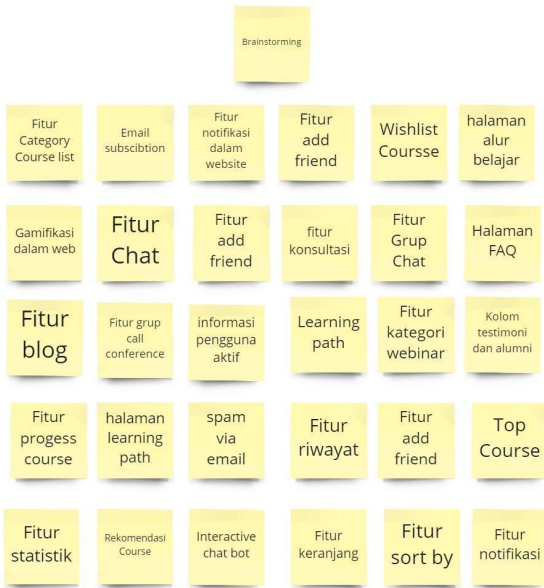 Brainstorming
Fitur
Category
Course list
Email
subscibtion
Fitur
notifikasi
dalam
website
Fitur
add
friend
Wishlist
Coursse
halaman
alur
belajar
Gamifikasi
dalam web
Fitur
Chat
Fitur
add
friend
fitur
konsultasi
Fitur
Grup
Chat
Halaman
FAQ
Fitur
blog
Fitur grup
call
conference
informasi
pengguna
aktif
Learning
path
Fitur
kategori
webinar
Kolom
testimoni
dan alumni
Fitur
progess
course
halaman
learning
path
spam
via
email
Fitur
riwayat
Fitur
add
friend
Top
Course
Fitur
statistik
Rekomendasi
Course
Interactive
chat bot
Fitur
keranjang
Fitur
sort by
Fitur
notifikasi